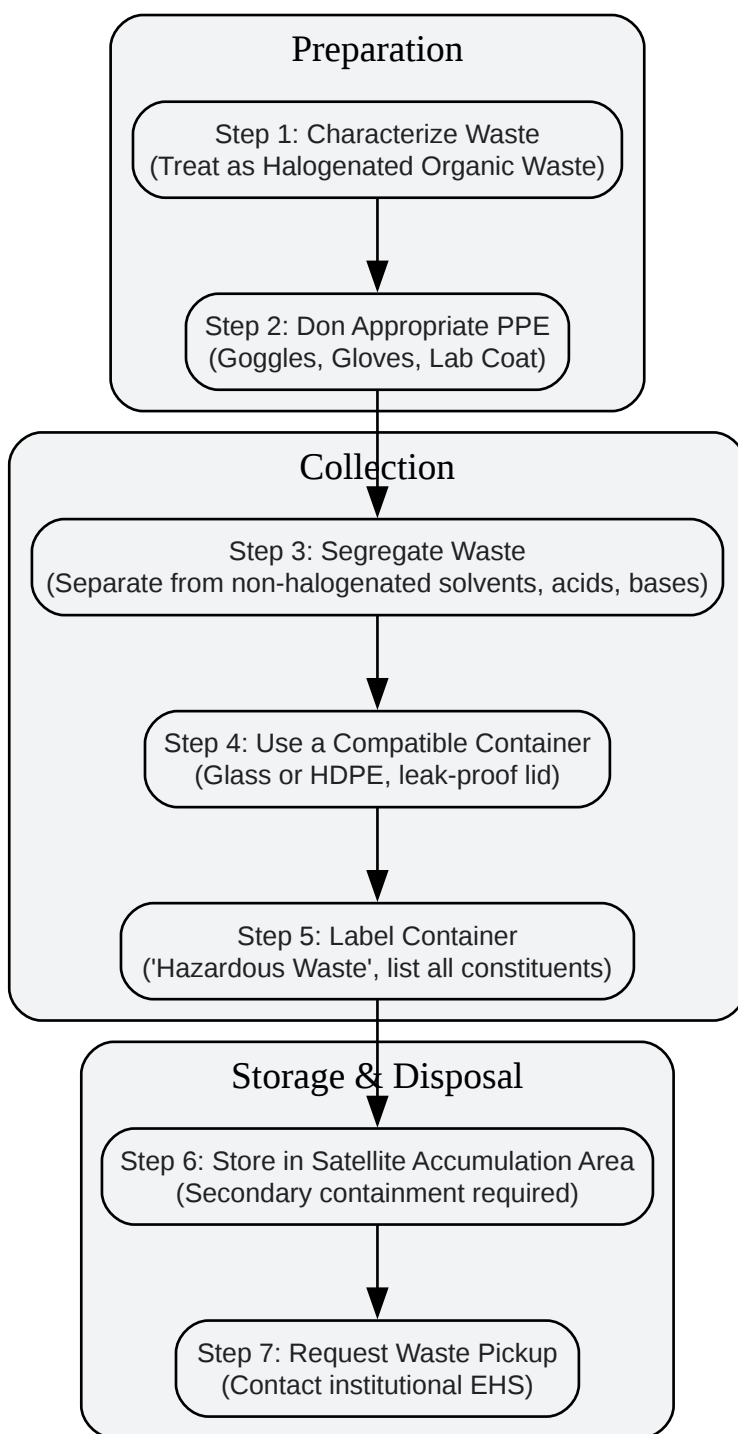 Preparation
Step 1: Characterize Waste
(Treat as Halogenated Organic Waste)
Step 2: Don Appropriate PPE
(Goggles, Gloves, Lab Coat)
Collection
Step 3: Segregate Waste
(Separate from non-halogenated solvents, acids, bases)
Step 4: Use a Compatible Container
(Glass or HDPE, leak-proof lid)
Step 5: Label Container
('Hazardous Waste', list all constituents)
Storage & Disposal
Step 6: Store in Satellite Accumulation Area
(Secondary containment required)
Step 7: Request Waste Pickup
(Contact institutional EHS)